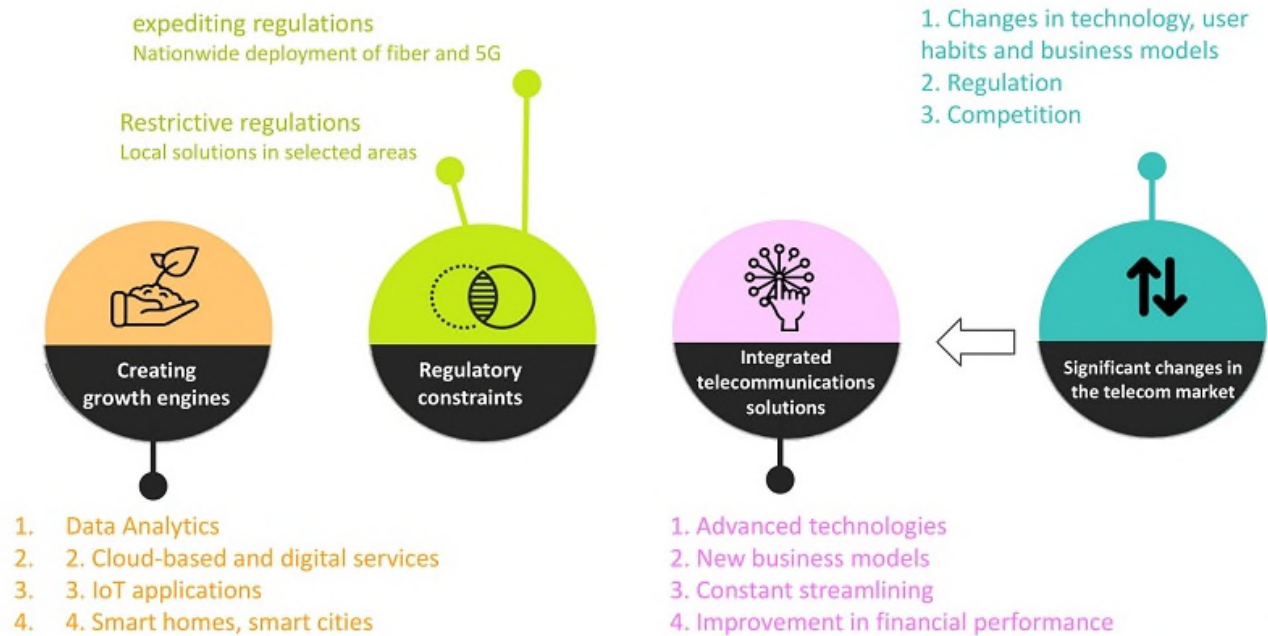 expediting regulations
Nationwide deployment of fiber and 5G
Restrictive regulations
Local solutions in selected areas
1. Changes in technology, user
habits and business models
2. Regulation
3. Competition
Creating
growth engines
Regulatory
constraints
Integrated
telecommunications
solutions
Significant changes in
the telecom market
1. Data Analytics
2. 2. Cloud-based and digital services
3. 3. IoT applications
4. 4. Smart homes, smart cities
1. Advanced technologies
2. New business models
3. Constant streamlining
4. Improvement in financial performance